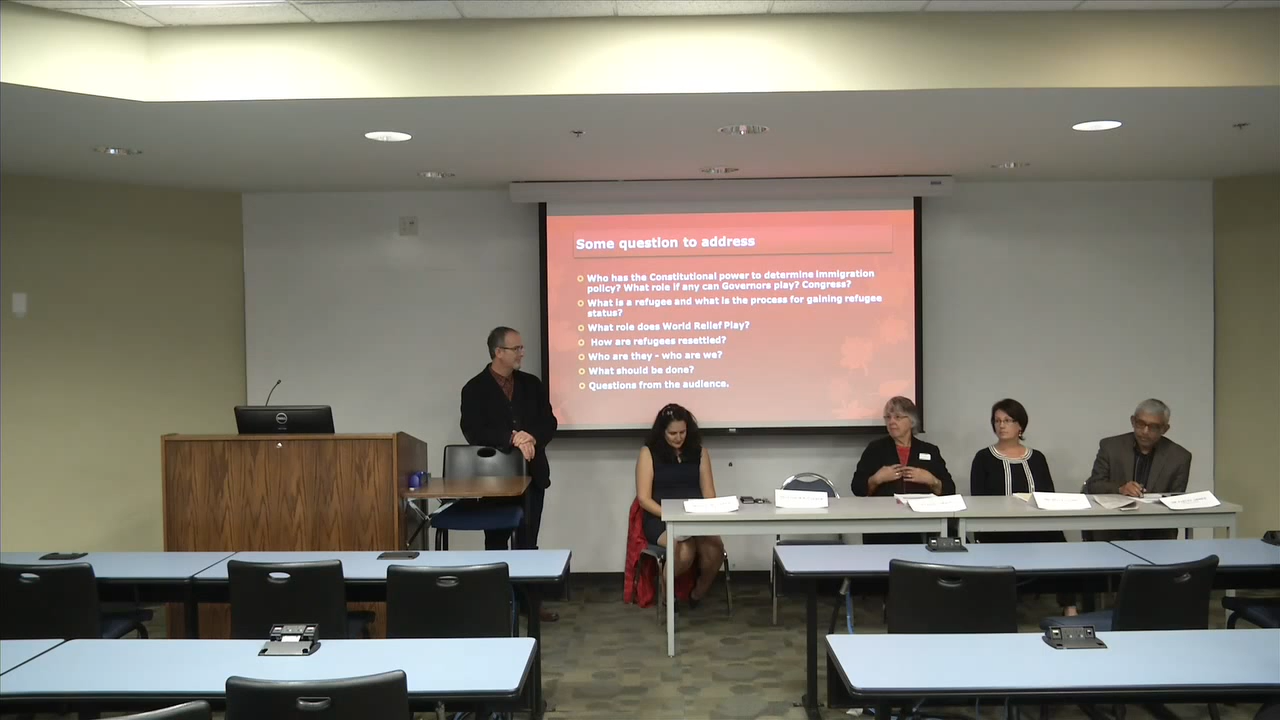 Some question to address
Who has the Constitutional power to determine immigration
policy? What role if any can Governors play? Congress?
What is a refugee and what is the process for gaining refugee
status?
What role does World Relief Play?
How are refugees resettled?
Who are they - who are we?
What should be done?
Questions from the audience.
DELL